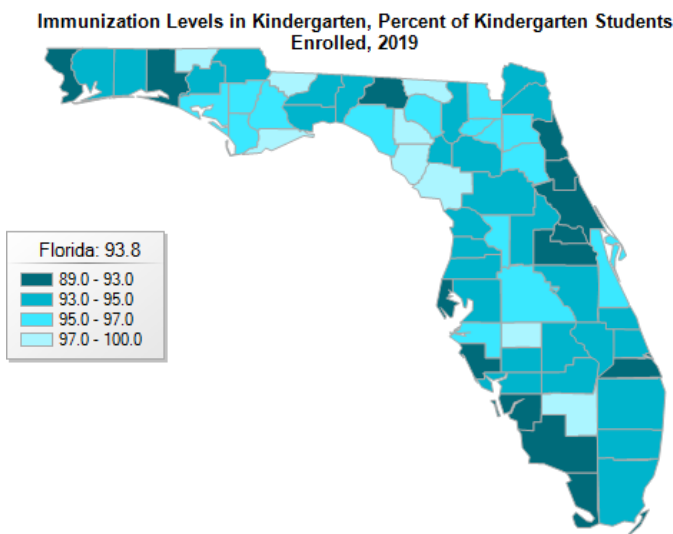 Immunization Levels in Kindergarten, Percent of Kindergarten Students
Enrolled, 2019
Florida: 93.8
89.0 - 93.0
93.0 - 95.0
95.0 - 97.0
97.0 - 100.0